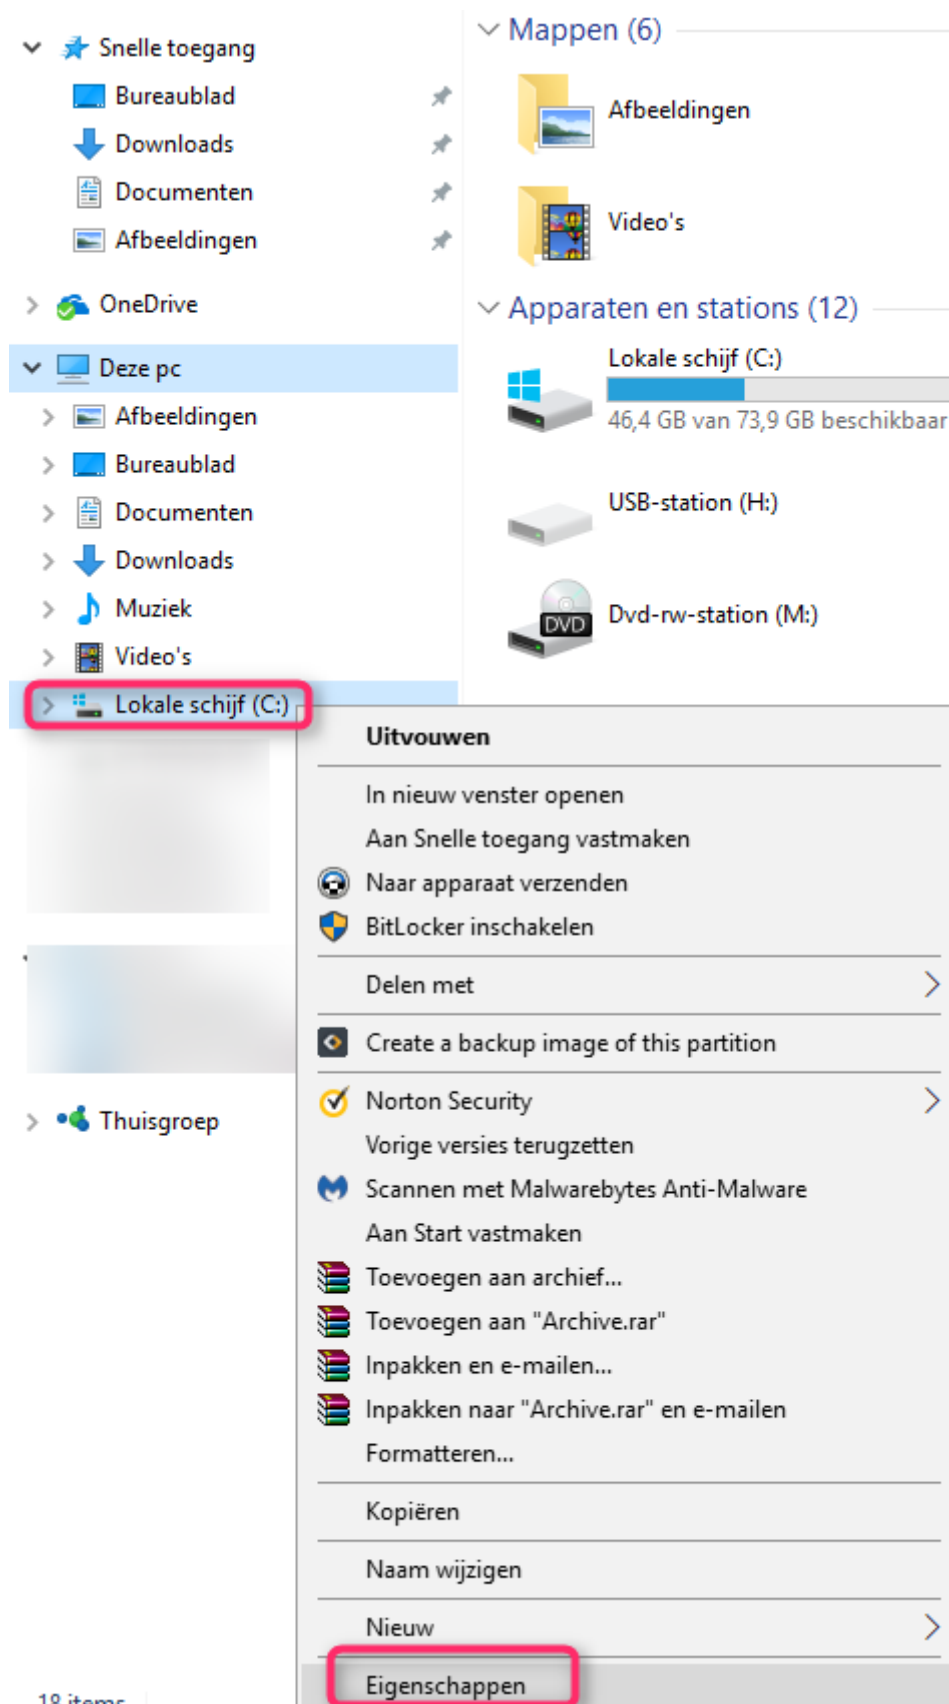 Snelle toegang
Bureaublad
Downloads
Documenten
Afbeeldingen
OneDrive
Deze pc
Afbeeldingen
Bureaublad
Documenten
Downloads
Muziek
Video's
Lokale schijf (C:)
Thuisgroep
18 items
Mappen (6)
Afbeeldingen
Video's
Apparaten en stations (12)
Lokale schijf (C:)
46,4 GB van 73,9 GB beschikbaar
USB-station (H:)
DVD
Dvd-rw-station (M:)
Uitvouwen
In nieuw venster openen
Aan Snelle toegang vastmaken
Naar apparaat verzenden
BitLocker inschakelen
Delen met
Create a backup image of this partition
Norton Security
Vorige versies terugzetten
Scannen met Malwarebytes Anti-Malware
Aan Start vastmaken
Toevoegen aan archief...
Toevoegen aan "Archive.rar"
Inpakken en e-mailen...
Inpakken naar "Archive.rar" en e-mailen
Formatteren...
Kopiëren
Naam wijzigen
Nieuw
Eigenschappen